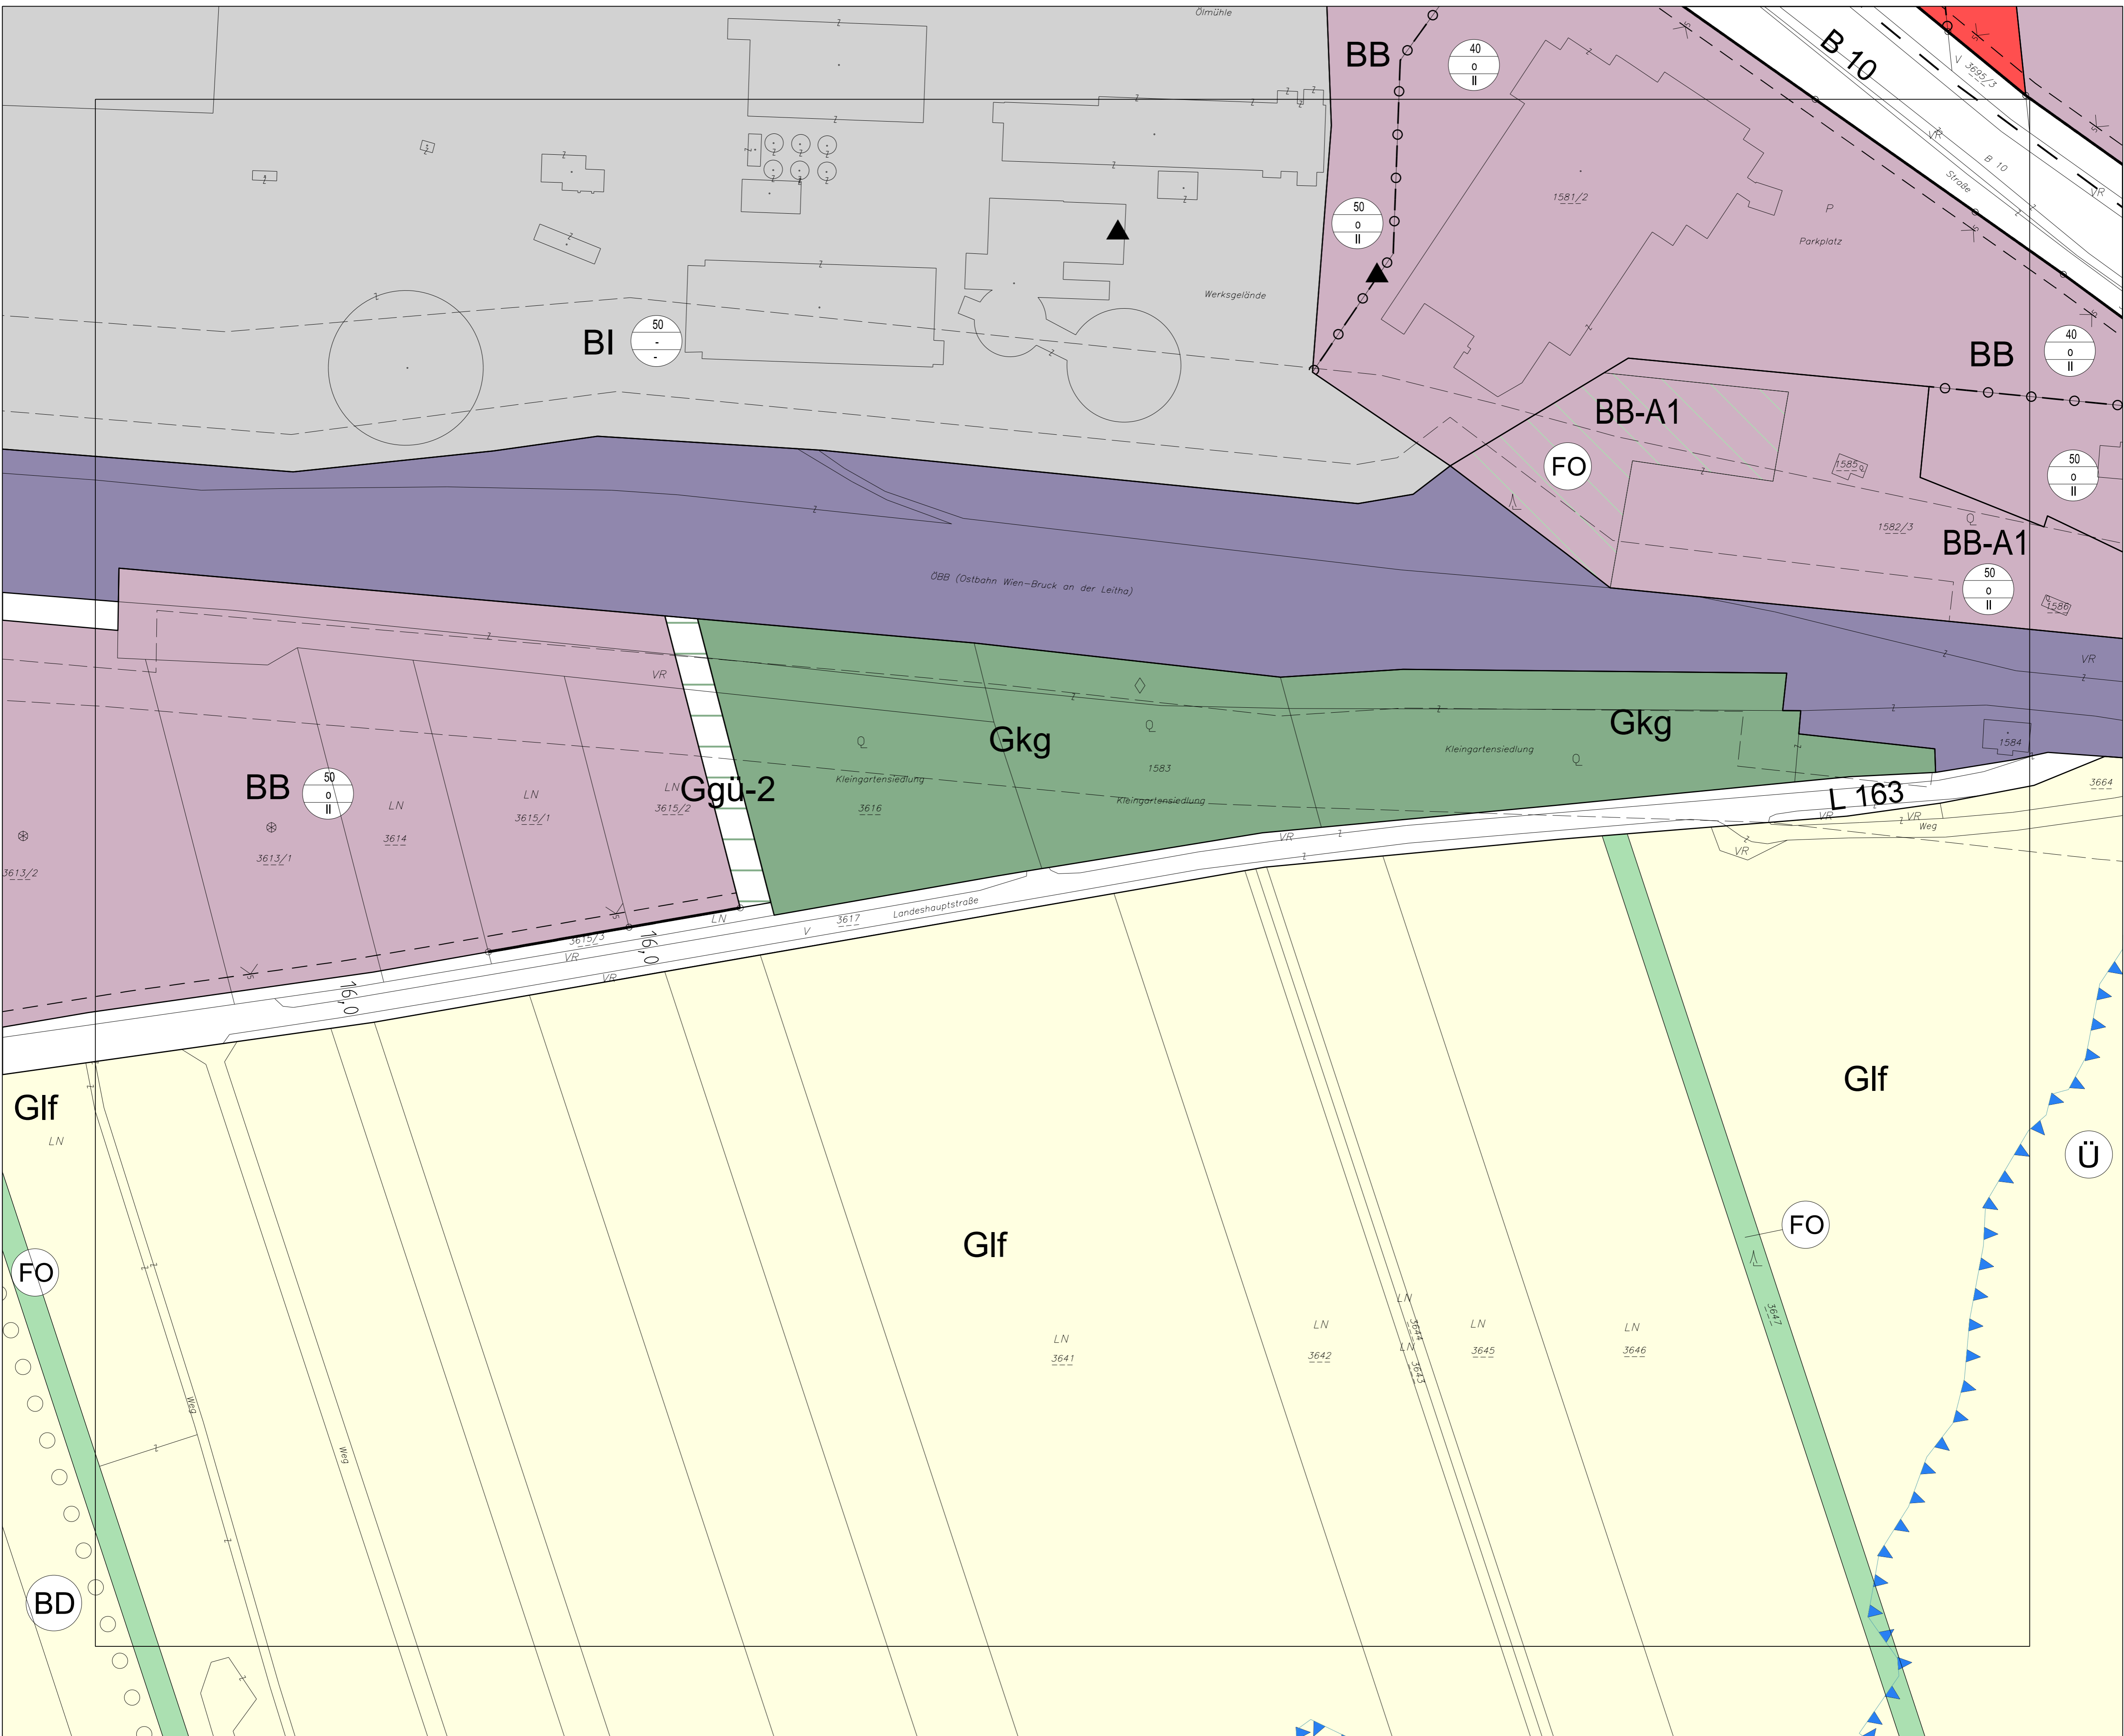 Ölmühle
BB
40
o
II
B 10
V 3695/3
VR
B 10
Straße
VR
1581/2
P
Parkplatz
50
o
II
Werksgelände
BI
50
-
-
BB
40
o
II
BB-A1
FO
1585
50
o
II
1582/3
Q
BB-A1
50
o
II
1586
ÖBB (Ostbahn Wien-Bruck an der Leitha)
VR
VR
Gkg
Gkg
Q
Q
Kleingartensiedlung
Q
1584
1583
Kleingartensiedlung
Kleingartensiedlung
3616
BB
50
o
II
LN
3614
LN
3615/1
LN
3615/2
Ggü-2
3613/1
3613/2
L 163
3664
VR
VR
Weg
VR
VR
Landeshauptstraße
3617
V
LN
3615/3
VR
VR
16,0
16,0
Glf
Glf
LN
Ü
FO
FO
Glf
LN
3641
LN
3642
LN
3644
LN
3643
LN
3645
LN
3646
3647
Weg
Weg
BD